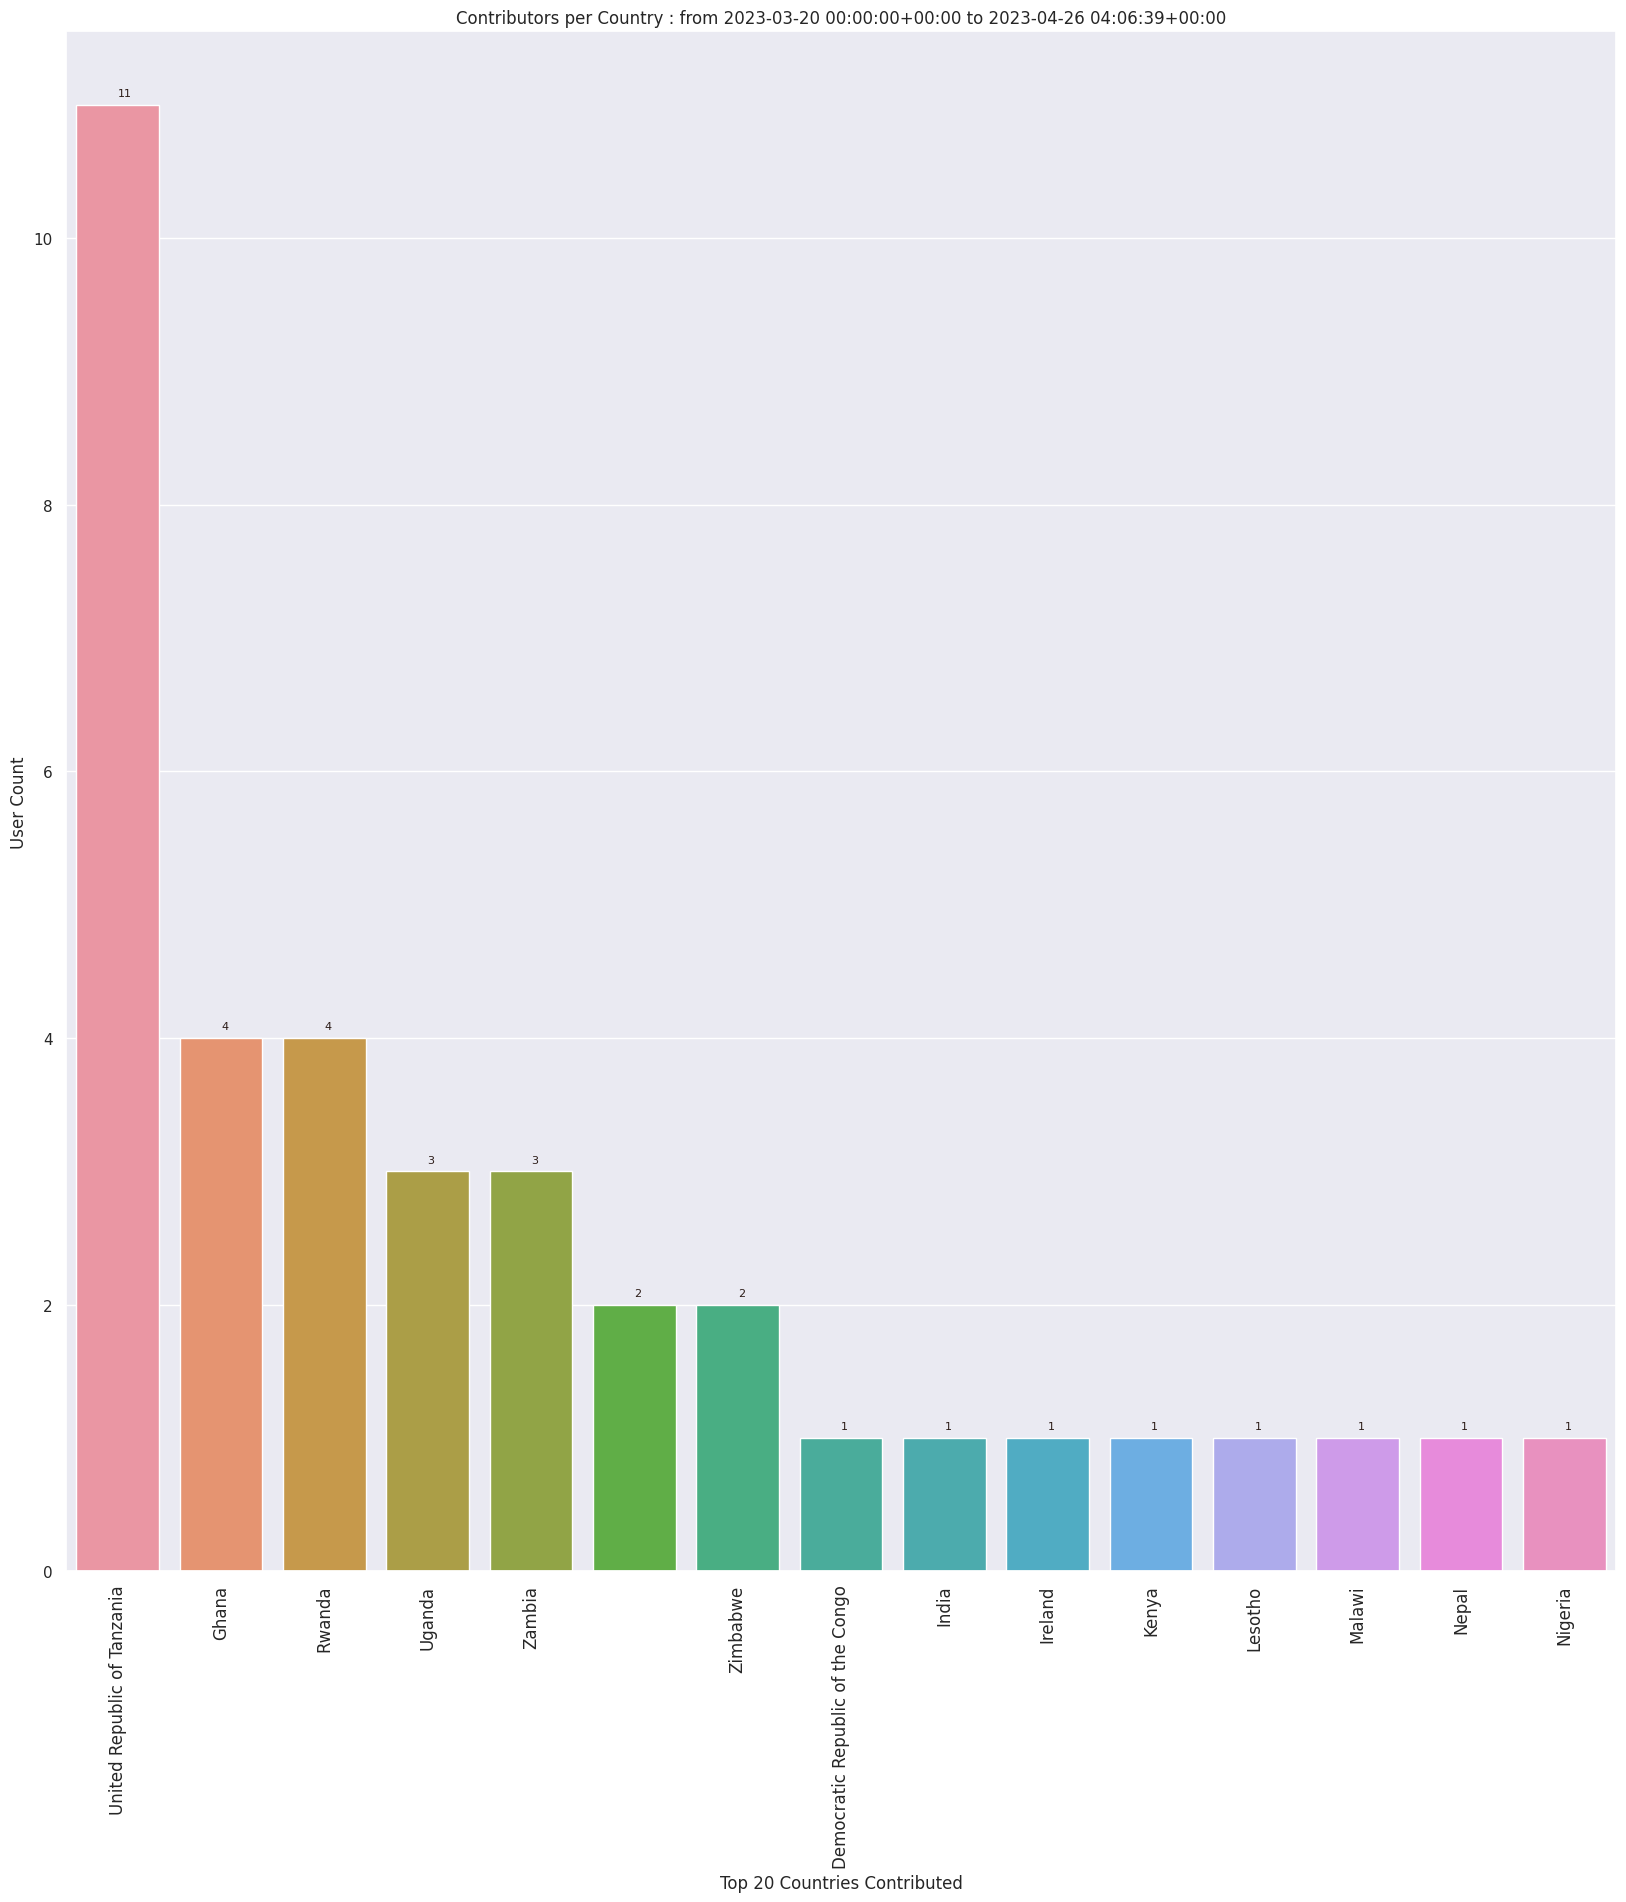 Contributors per Country : from 2023-03-20 00:00:00+00:00 to 2023-04-26 04:06:39+00:00
11
10
8
6
User Count
4
4
4
3
3
2
2
2
1
1
1
1
1
1
1
1
0
United Republic of Tanzania
Ghana
Rwanda
Uganda
Zambia
Zimbabwe
Democratic Republic of the Congo
India
Ireland
Kenya
Lesotho
Malawi
Nepal
Nigeria
Top 20 Countries Contributed